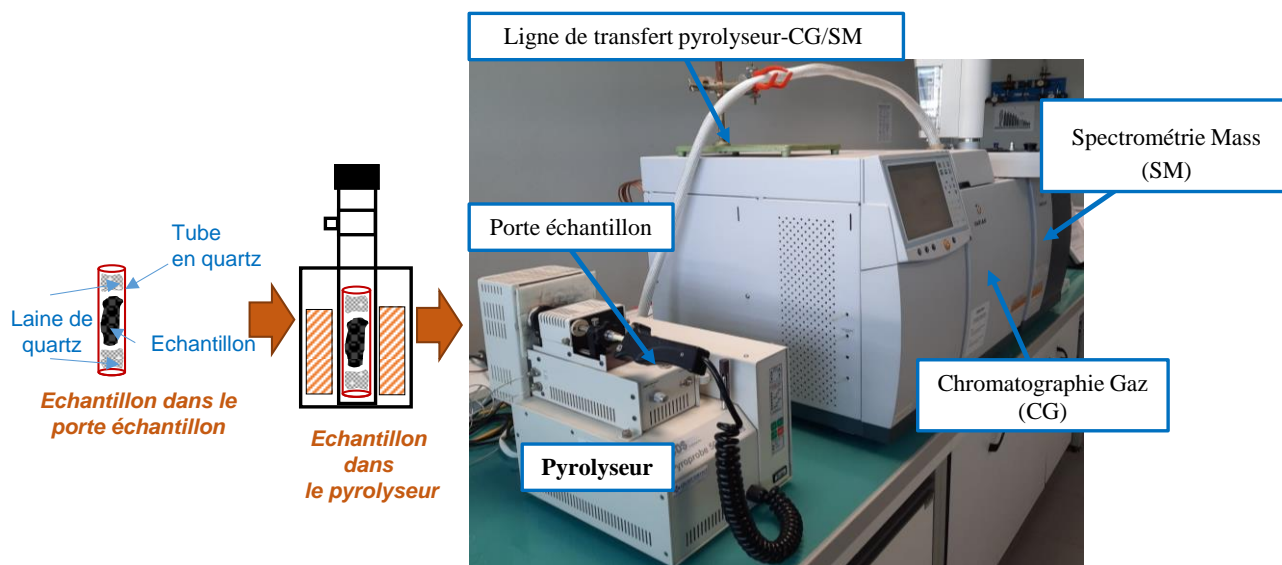 Ligne de transfert pyrolyseur-CG/SM
Spectrométrie Mass
(SM)
Porte échantillon
Tube
en quartz
Laine de
quartz
Echantillon
Chromatographie Gaz
(CG)
Echantillon dans le
porte échantillon
Echantillon
dans
le pyrolyseur
Pyrolyseur